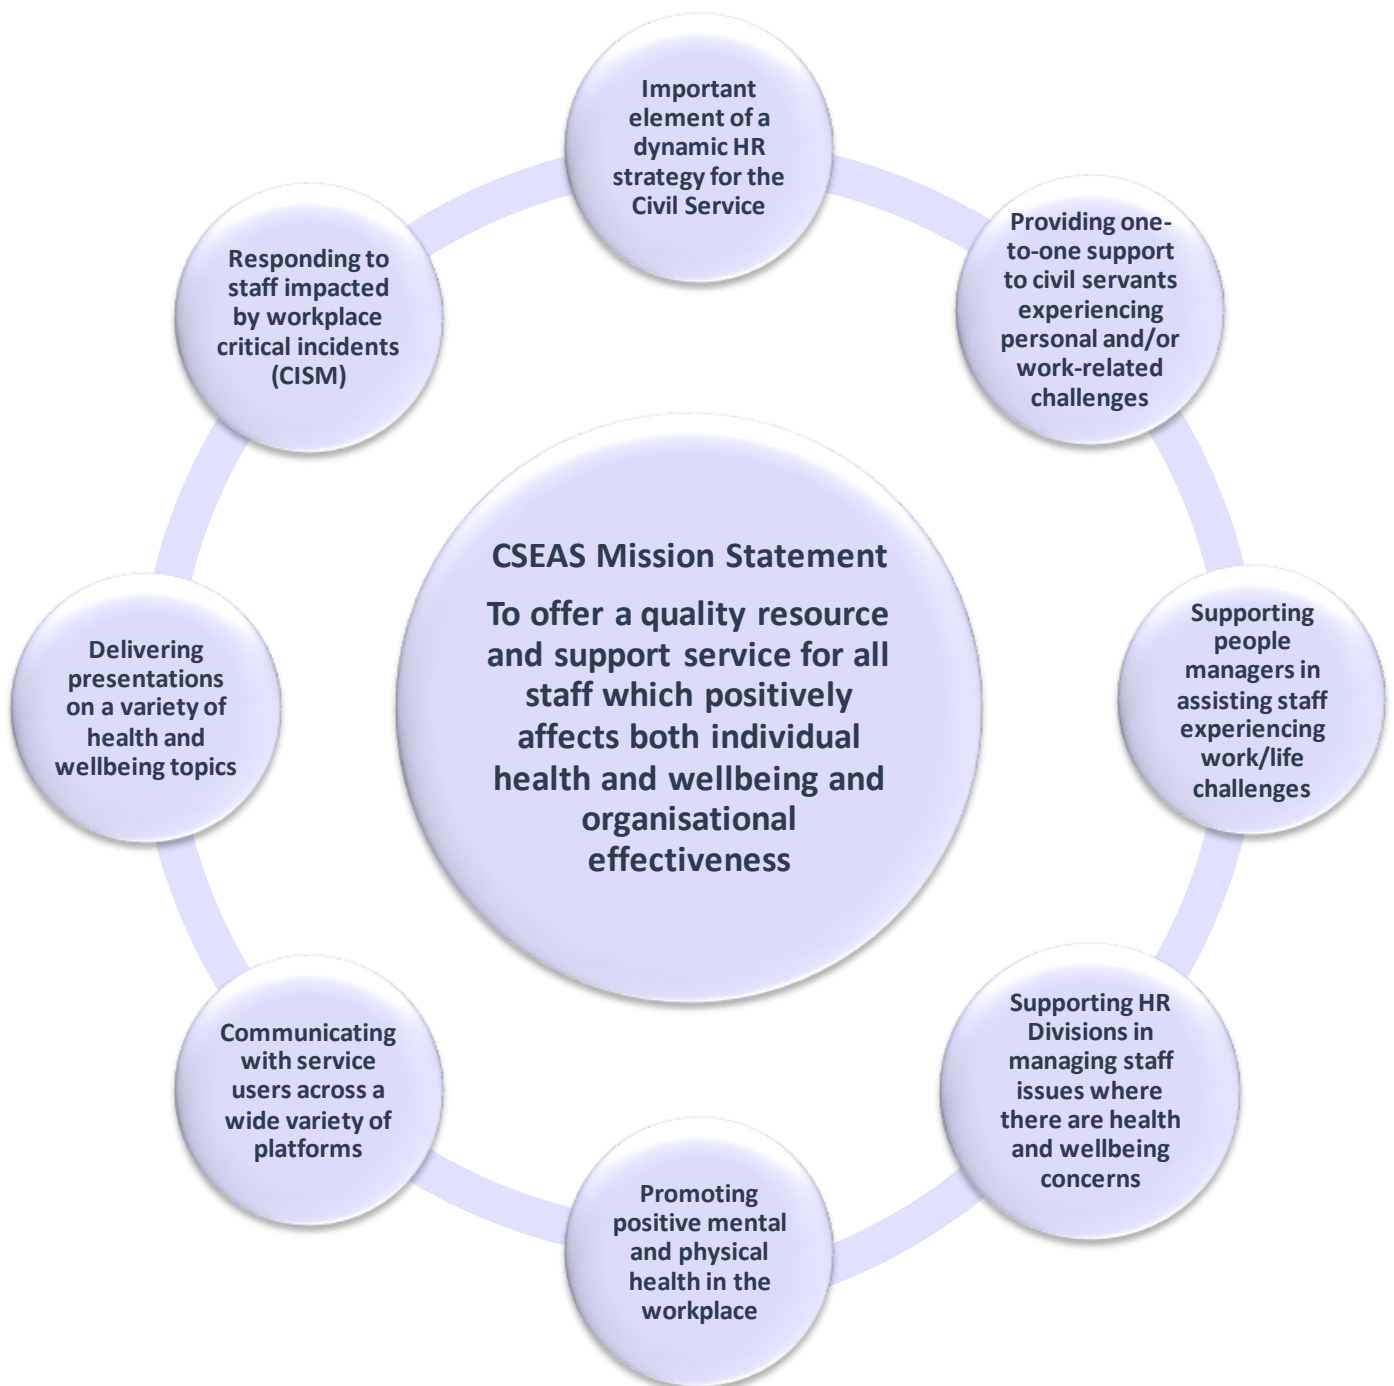 Important
element of a
dynamic HR
strategy for the
Civil Service
Providing one-
to-one support
to civil servants
experiencing
personal and/or
work-related
challenges
Supporting
people
managers in
assisting staff
experiencing
work/life
challenges
Supporting HR
Divisions in
managing staff
issues where
there are health
and wellbeing
concerns
Promoting
positive mental
and physical
health in the
workplace
Communicating
with service
users across a
wide variety of
platforms
Delivering
presentations
on a variety of
health and
wellbeing topics
Responding to
staff impacted
by workplace
critical incidents
(CISM)
CSEAS Mission Statement
To offer a quality resource
and support service for all
staff which positively
affects both individual
health and wellbeing and
organisational
effectiveness